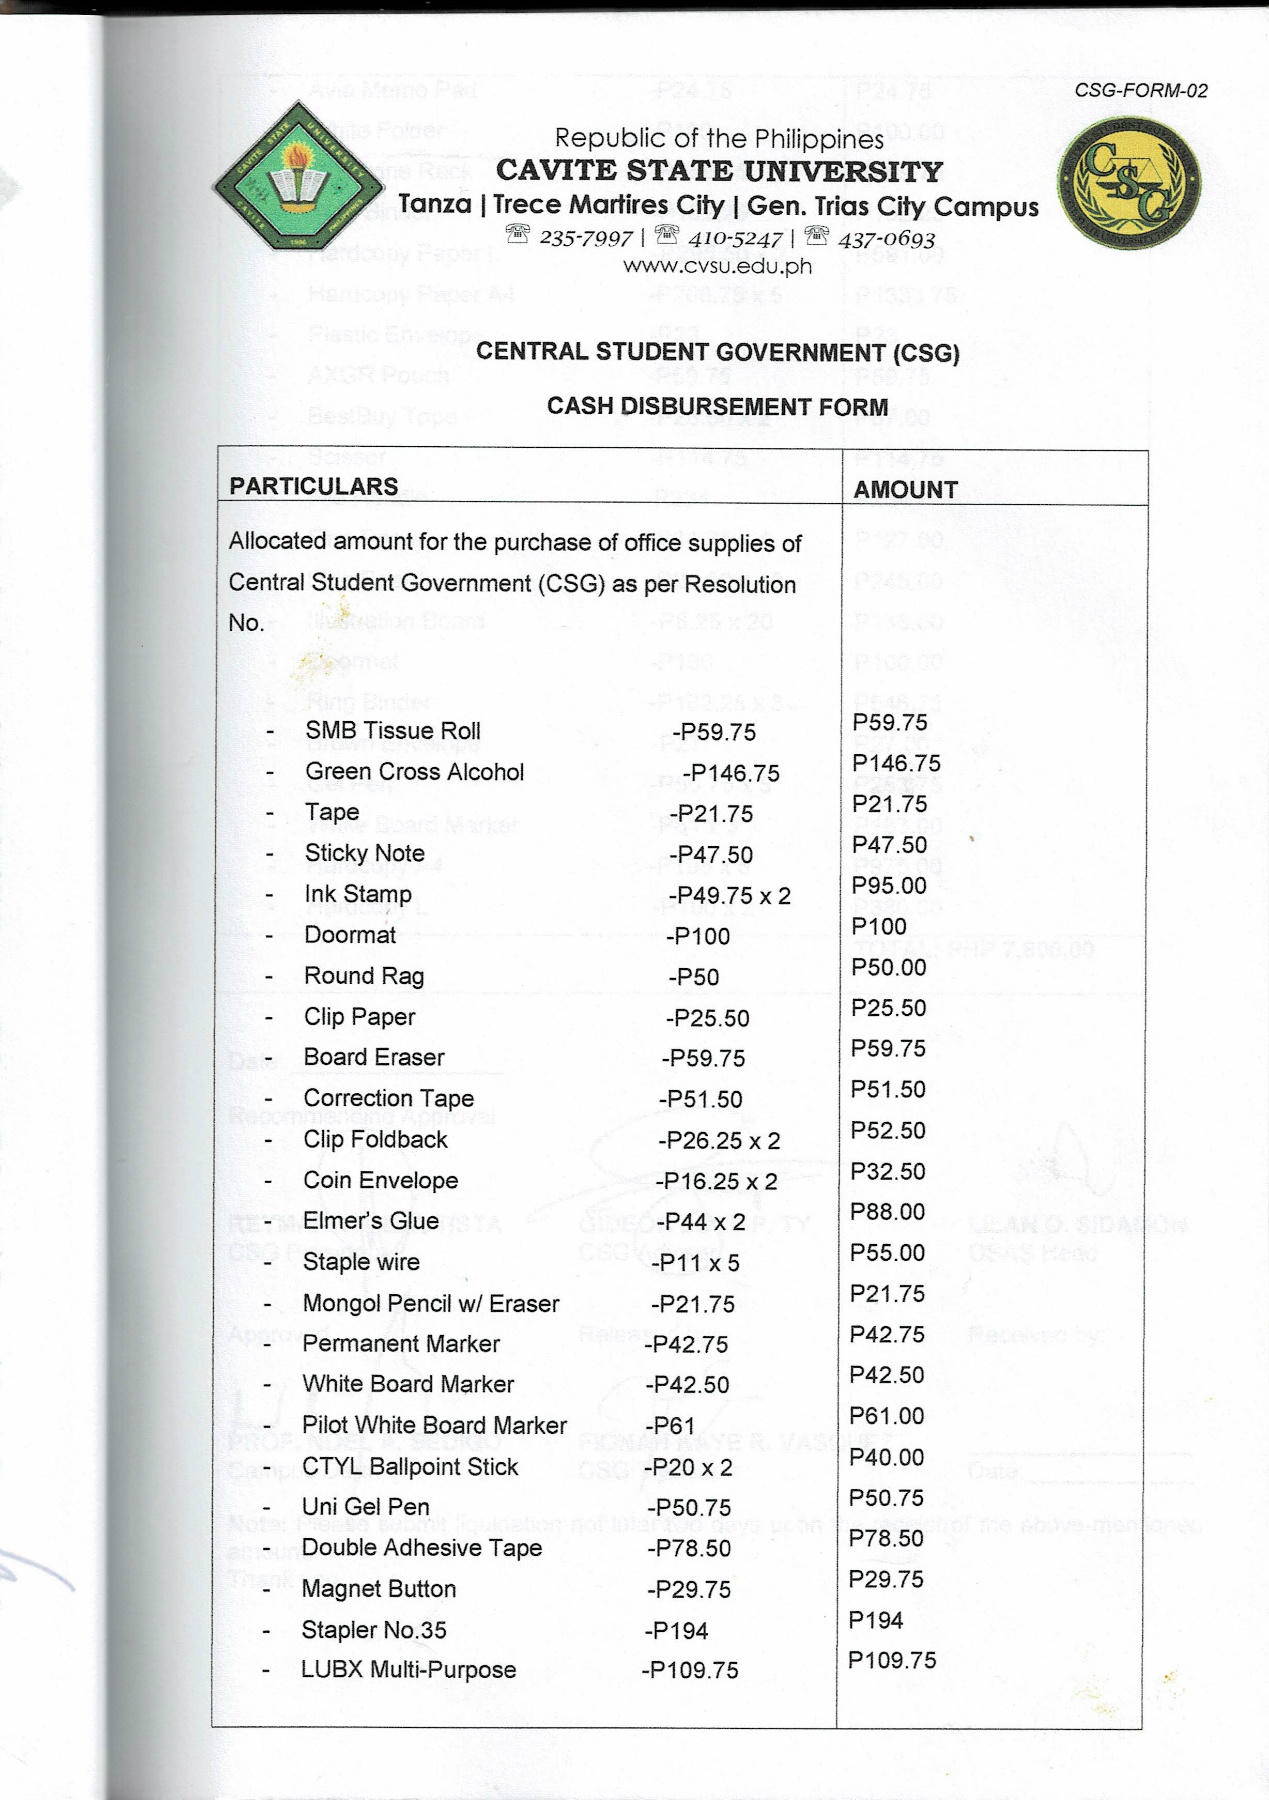 CSG-FORM-02
Republic of the Philippines
CAVITE STATE UNIVERSITY
Tanza | Trece Martires City | Gen. Trias City Campus
☏ 235-7997 | ☏ 410-5247 | ☏ 437-0693
www.cvsu.edu.ph
CENTRAL STUDENT GOVERNMENT (CSG)
CASH DISBURSEMENT FORM
PARTICULARS AMOUNT
Allocated amount for the purchase of office supplies of
Central Student Government (CSG) as per Resolution
No.
- SMB Tissue Roll -P59.75 P59.75
- Green Cross Alcohol -P146.75 P146.75
- Tape -P21.75 P21.75
- Sticky Note -P47.50 P47.50
- Ink Stamp -P49.75 x 2 P95.00
- Doormat -P100 P100
- Round Rag -P50 P50.00
- Clip Paper -P25.50 P25.50
- Board Eraser -P59.75 P59.75
- Correction Tape -P51.50 P51.50
- Clip Foldback -P26.25 x 2 P52.50
- Coin Envelope -P16.25 x 2 P32.50
- Elmer's Glue -P44 x 2 P88.00
- Staple wire -P11 x 5 P55.00
- Mongol Pencil w/ Eraser -P21.75 P21.75
- Permanent Marker -P42.75 P42.75
- White Board Marker -P42.50 P42.50
- Pilot White Board Marker -P61 P61.00
- CTYL Ballpoint Stick -P20 x 2 P40.00
- Uni Gel Pen -P50.75 P50.75
- Double Adhesive Tape -P78.50 P78.50
- Magnet Button -P29.75 P29.75
- Stapler No.35 -P194 P194
- LUBX Multi-Purpose -P109.75 P109.75